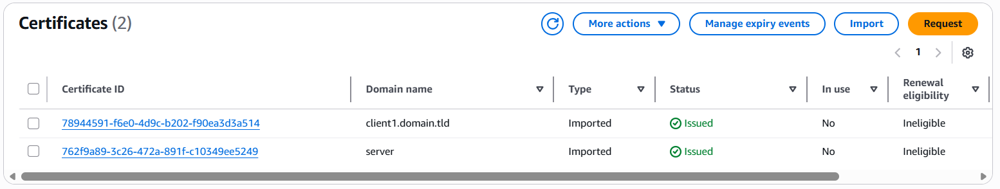 Certificates (2)
More actions
Manage expiry events
Import
Request
1
Certificate ID
Domain name
Type
Status
In use
Renewal
eligibility
78944591-f6e0-4d9c-b202-f90ea3d3a514 client1.domain.tld Imported Issued No Ineligible
762f9a89-3c26-472a-891f-c10349ee5249 server Imported Issued No Ineligible